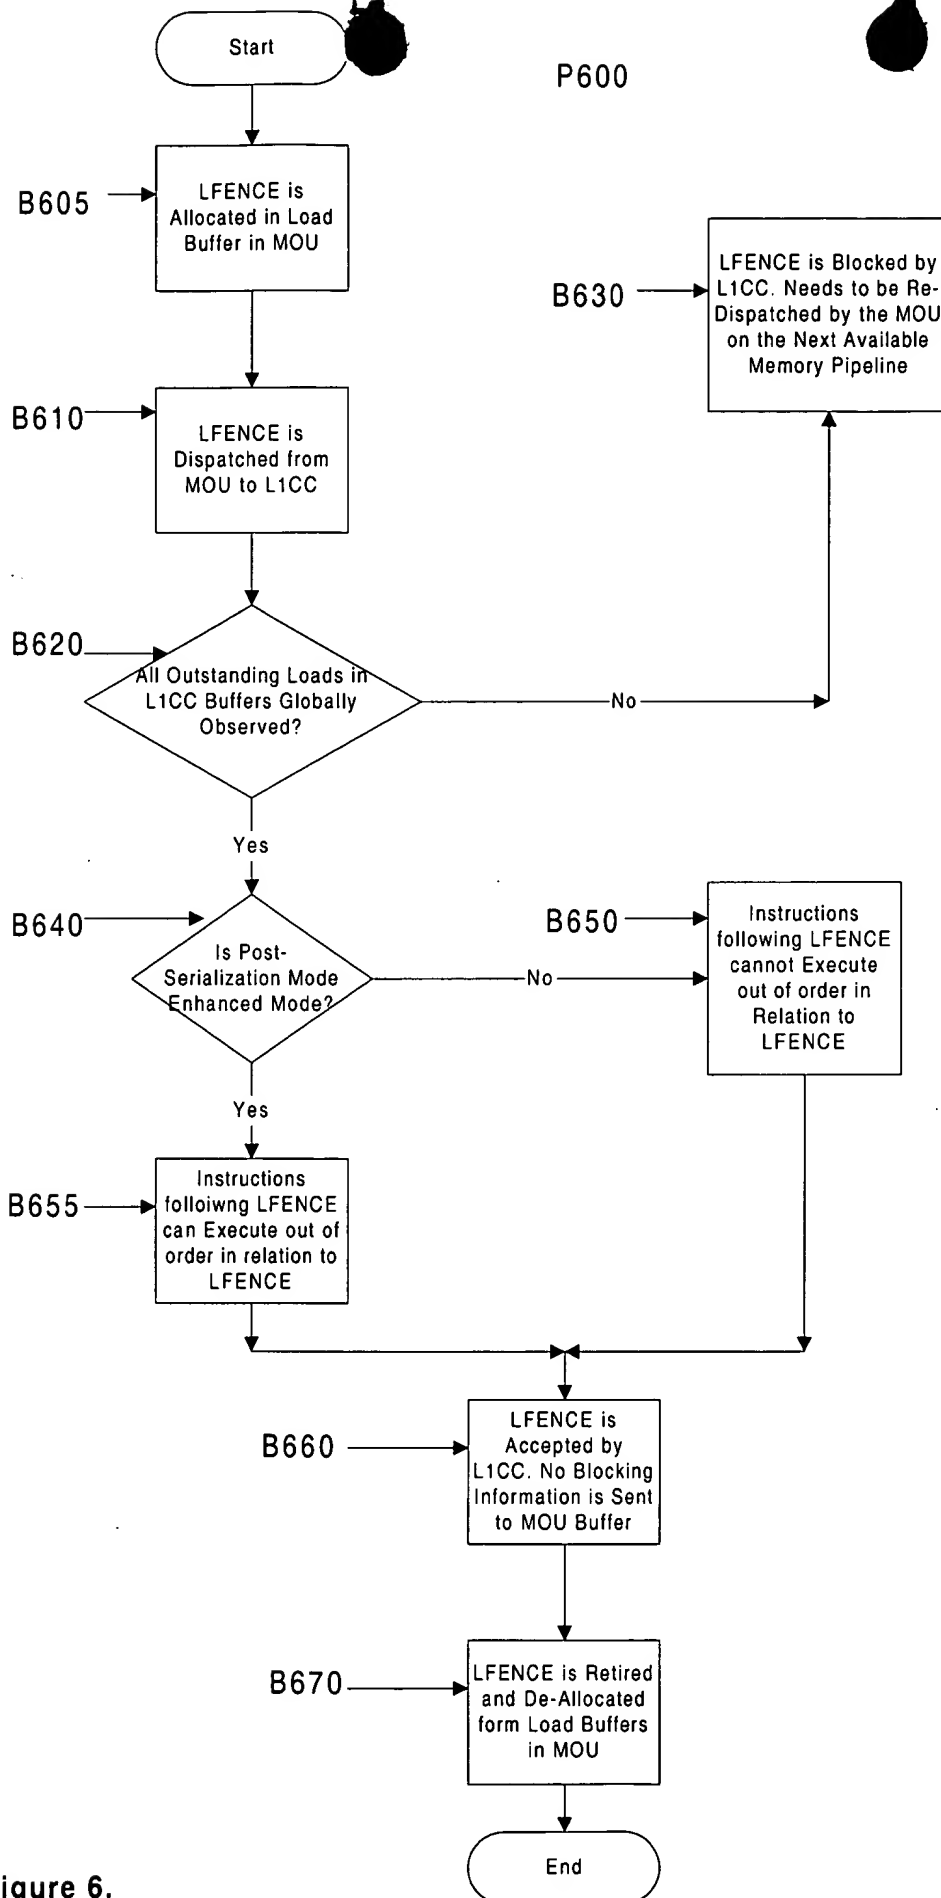 Start
P600
B605
LFENCE is
Allocated in Load
Buffer in MOU
B630
LFENCE is Blocked by
L1CC. Needs to be Re-
Dispatched by the MOU
on the Next Available
Memory Pipeline
B610
LFENCE is
Dispatched from
MOU to L1CC
B620
All Outstanding Loads in
L1CC Buffers Globally
Observed?
No
Yes
B640
Is Post-
Serialization Mode
Enhanced Mode?
No
B650
Instructions
following LFENCE
cannot Execute
out of order in
Relation to
LFENCE
Yes
B655
Instructions
folloiwng LFENCE
can Execute out of
order in relation to
LFENCE
B660
LFENCE is
Accepted by
L1CC. No Blocking
Information is Sent
to MOU Buffer
B670
LFENCE is Retired
and De-Allocated
form Load Buffers
in MOU
End
igure 6.